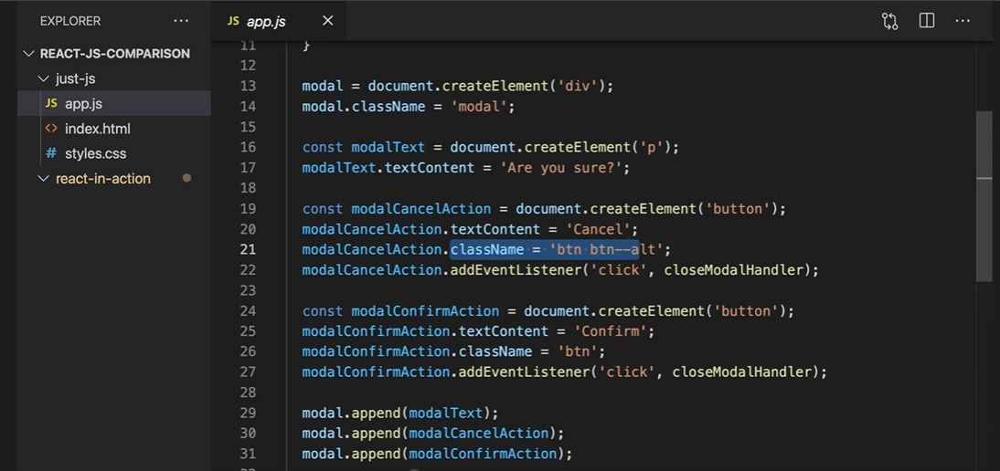 EXPLORER
REACT-JS-COMPARISON
just-js
JS app.js
<> index.html
# styles.css
react-in-action
JS app.js
11 }
12
13 modal = document.createElement('div');
14 modal.className = 'modal';
15
16 const modalText = document.createElement('p');
17 modalText.textContent = 'Are you sure?';
18
19 const modalCancelAction = document.createElement('button');
20 modalCancelAction.textContent = 'Cancel';
21 modalCancelAction.className = 'btn btn--alt';
22 modalCancelAction.addEventListener('click', closeModalHandler);
23
24 const modalConfirmAction = document.createElement('button');
25 modalConfirmAction.textContent = 'Confirm';
26 modalConfirmAction.className = 'btn';
27 modalConfirmAction.addEventListener('click', closeModalHandler);
28
29 modal.append(modalText);
30 modal.append(modalCancelAction);
31 modal.append(modalConfirmAction);